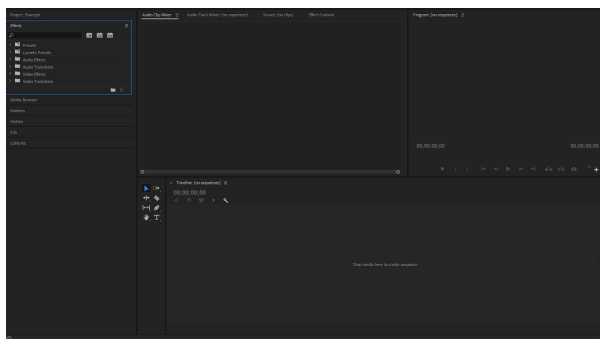 Project: Example
Effects
Presets
Lumetri Presets
Audio Effects
Audio Transitions
Video Effects
Video Transitions
Media Browser
Markers
History
Info
Libraries
Audio Clip Mixer
Audio Track Mixer: (no sequences)
Source: (no clips)
Effect Controls
Program: (no sequences)
00;00;00;00
00;00;00;00
× Timeline: (no sequences)
00;00;00;00
T
Drop media here to create sequence.